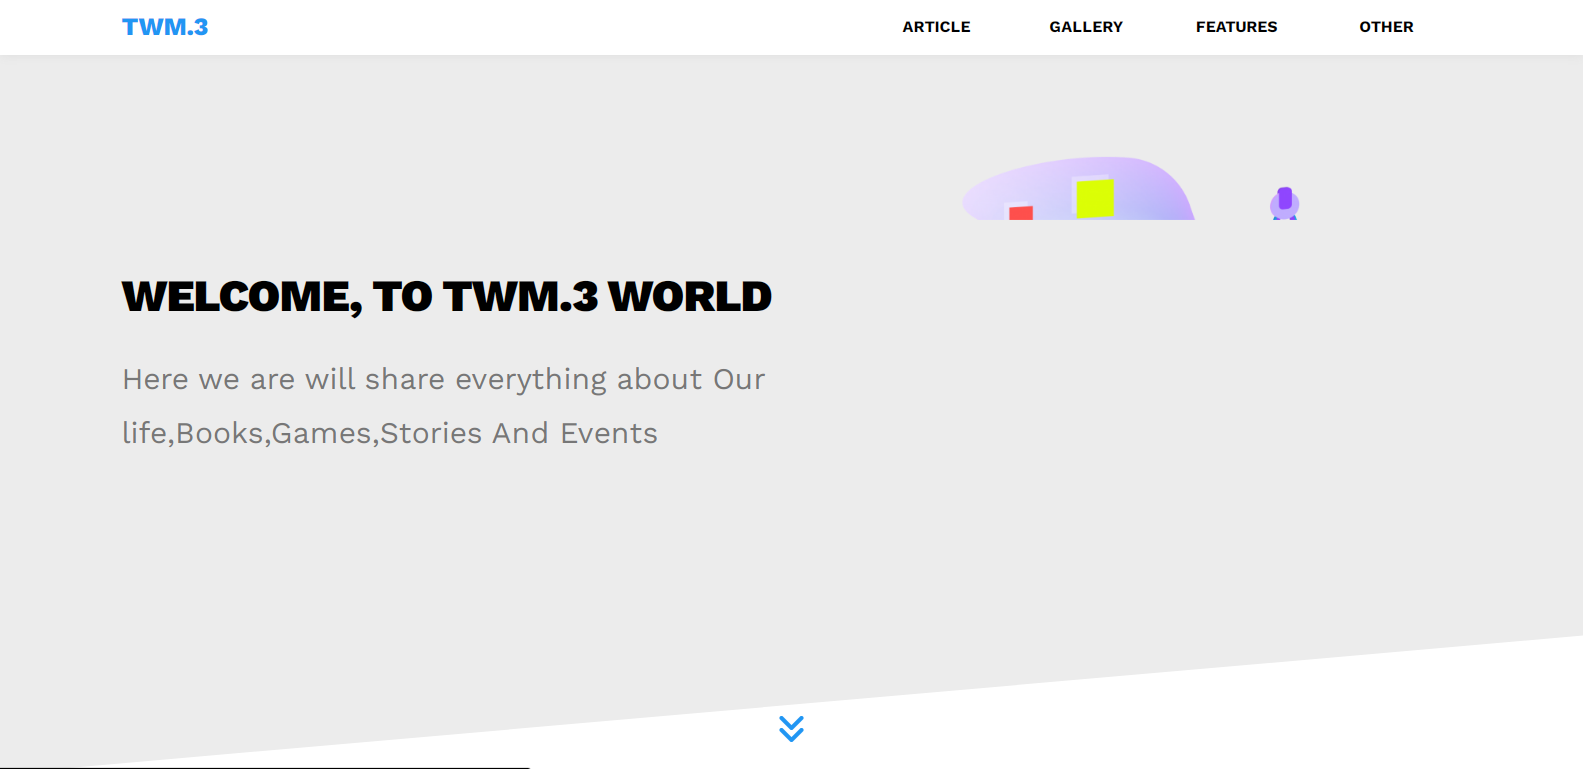 TWM.3
ARTICLE GALLERY FEATURES OTHER
WELCOME, TO TWM.3 WORLD
Here we are will share everything about Our
life,Books,Games,Stories And Events